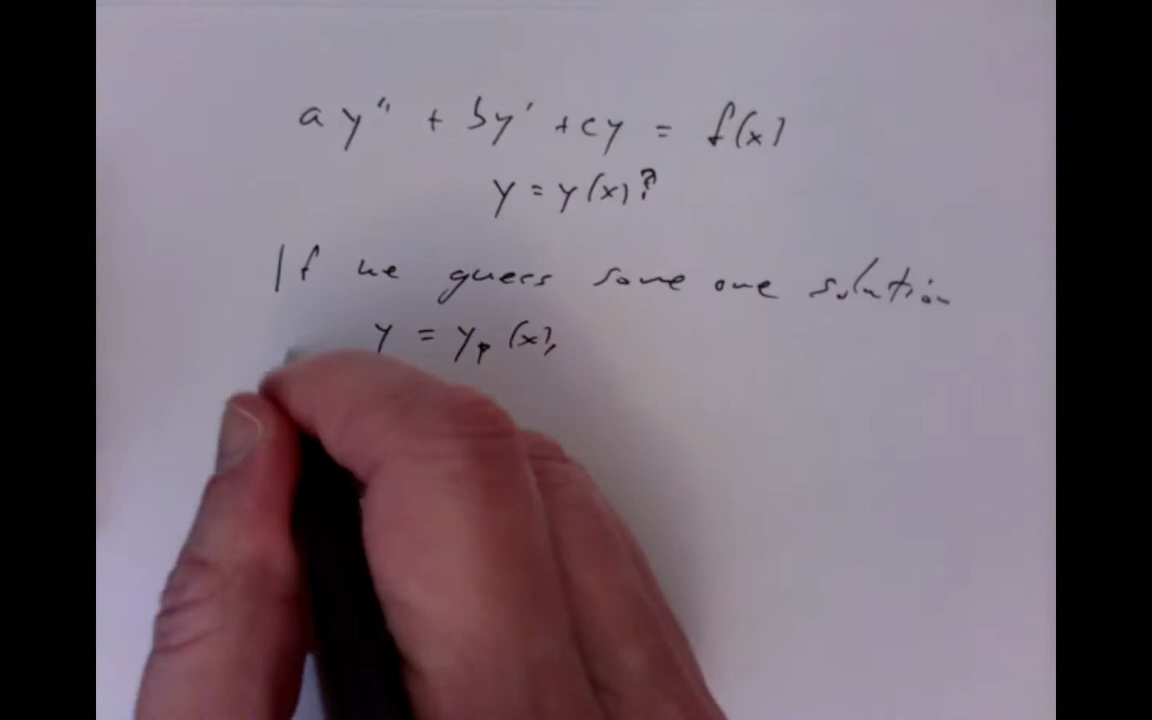 ay" + by' + cy = f(x)
y = y(x)?
If we guess some one solution
y = yₚ(x),